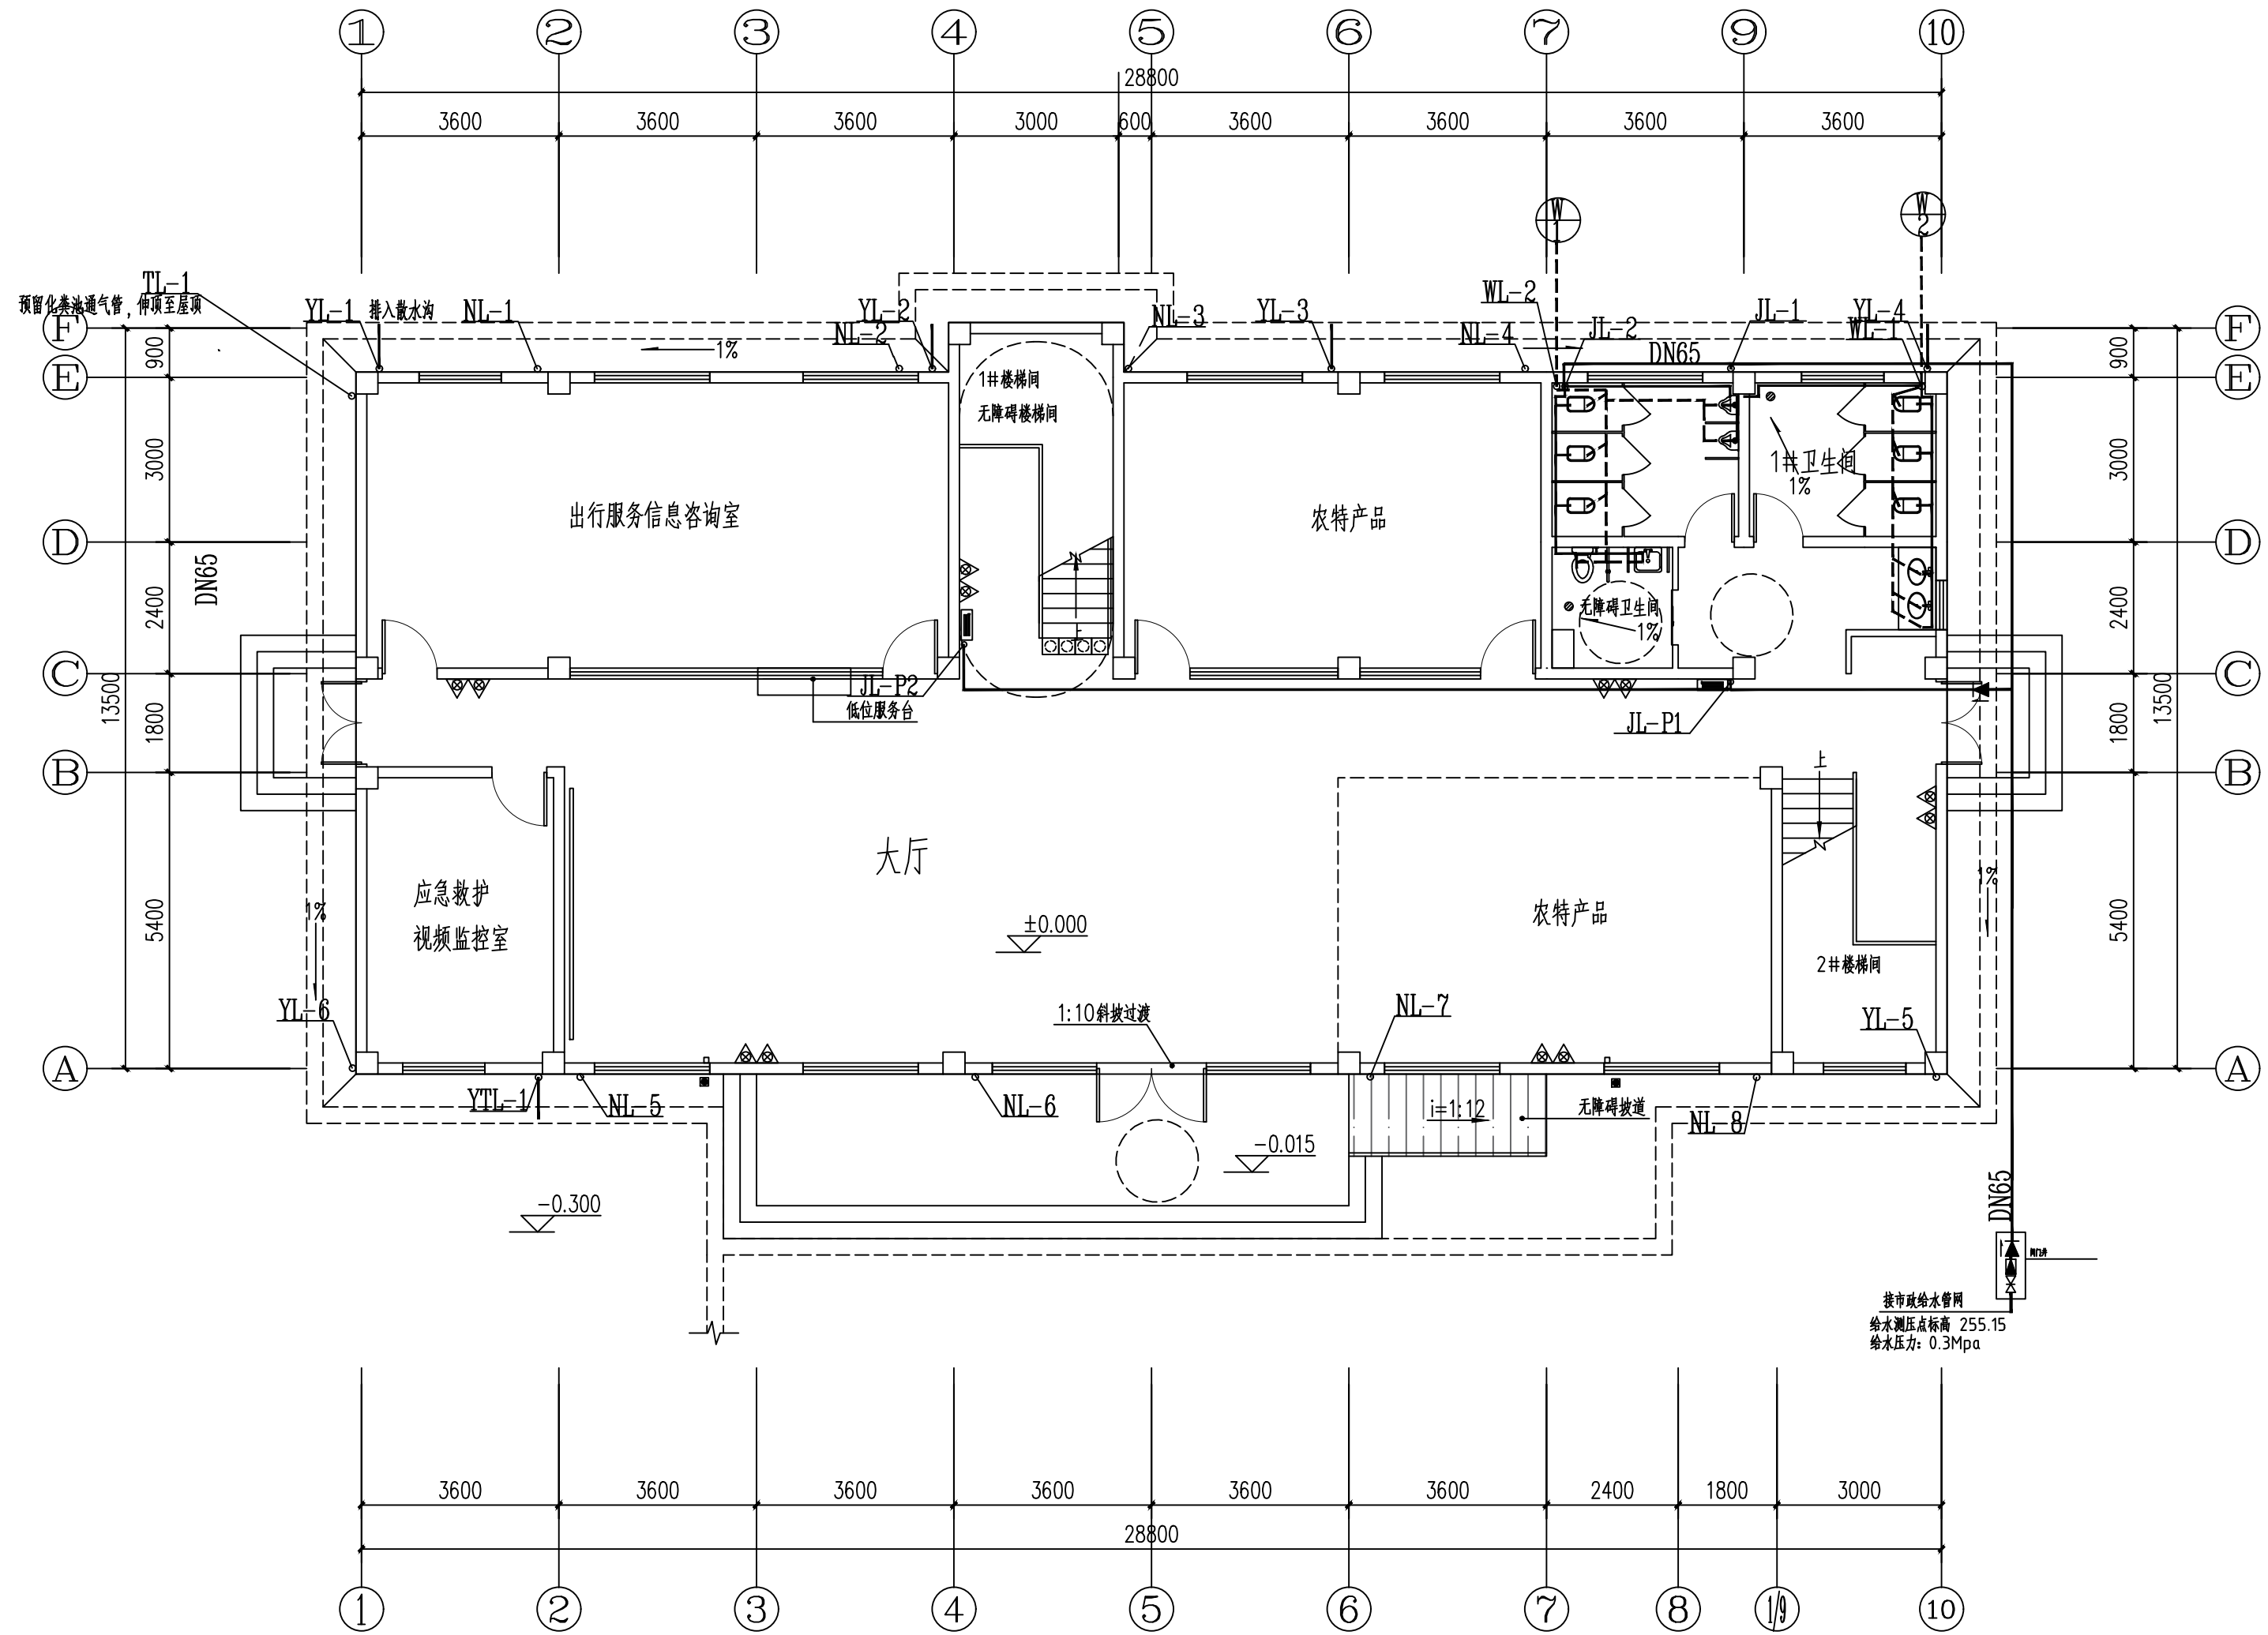 1 2 3 4 5 6 7 9 10
28800
3600 3600 3600 3000 600 3600 3600 3600 3600
W
1
W
2
TL-1
预留化粪池通气管，伸顶至屋顶
YL-1
排入散水沟
NL-1
YL-2
NL-2
NL-3
YL-3
NL-4
WL-2
JL-2
JL-1
YL-4
WL-1
DN65
F
F
E
E
1%
900
900
1#楼梯间
无障碍楼梯间
3000
3000
1#卫生间
1%
出行服务信息咨询室
农特产品
D
D
DN65
2400
2400
无障碍卫生间
1%
上
C
C
JL-P2
低位服务台
JL-P1
13500
13500
1800
1800
B
B
上
大厅
应急救护
视频监控室
1%
1%
5400
5400
±0.000
农特产品
2#楼梯间
YL-6
1:10斜坡过渡
NL-7
YL-5
A
A
YTL-1
NL-5
NL-6
i=1:12
无障碍坡道
NL-8
-0.015
-0.300
DN65
阀门井
接市政给水管网
给水测压点标高 255.15
给水压力: 0.3Mpa
3600 3600 3600 3600 3600 3600 2400 1800 3000
28800
1 2 3 4 5 6 7 8 1/9 10